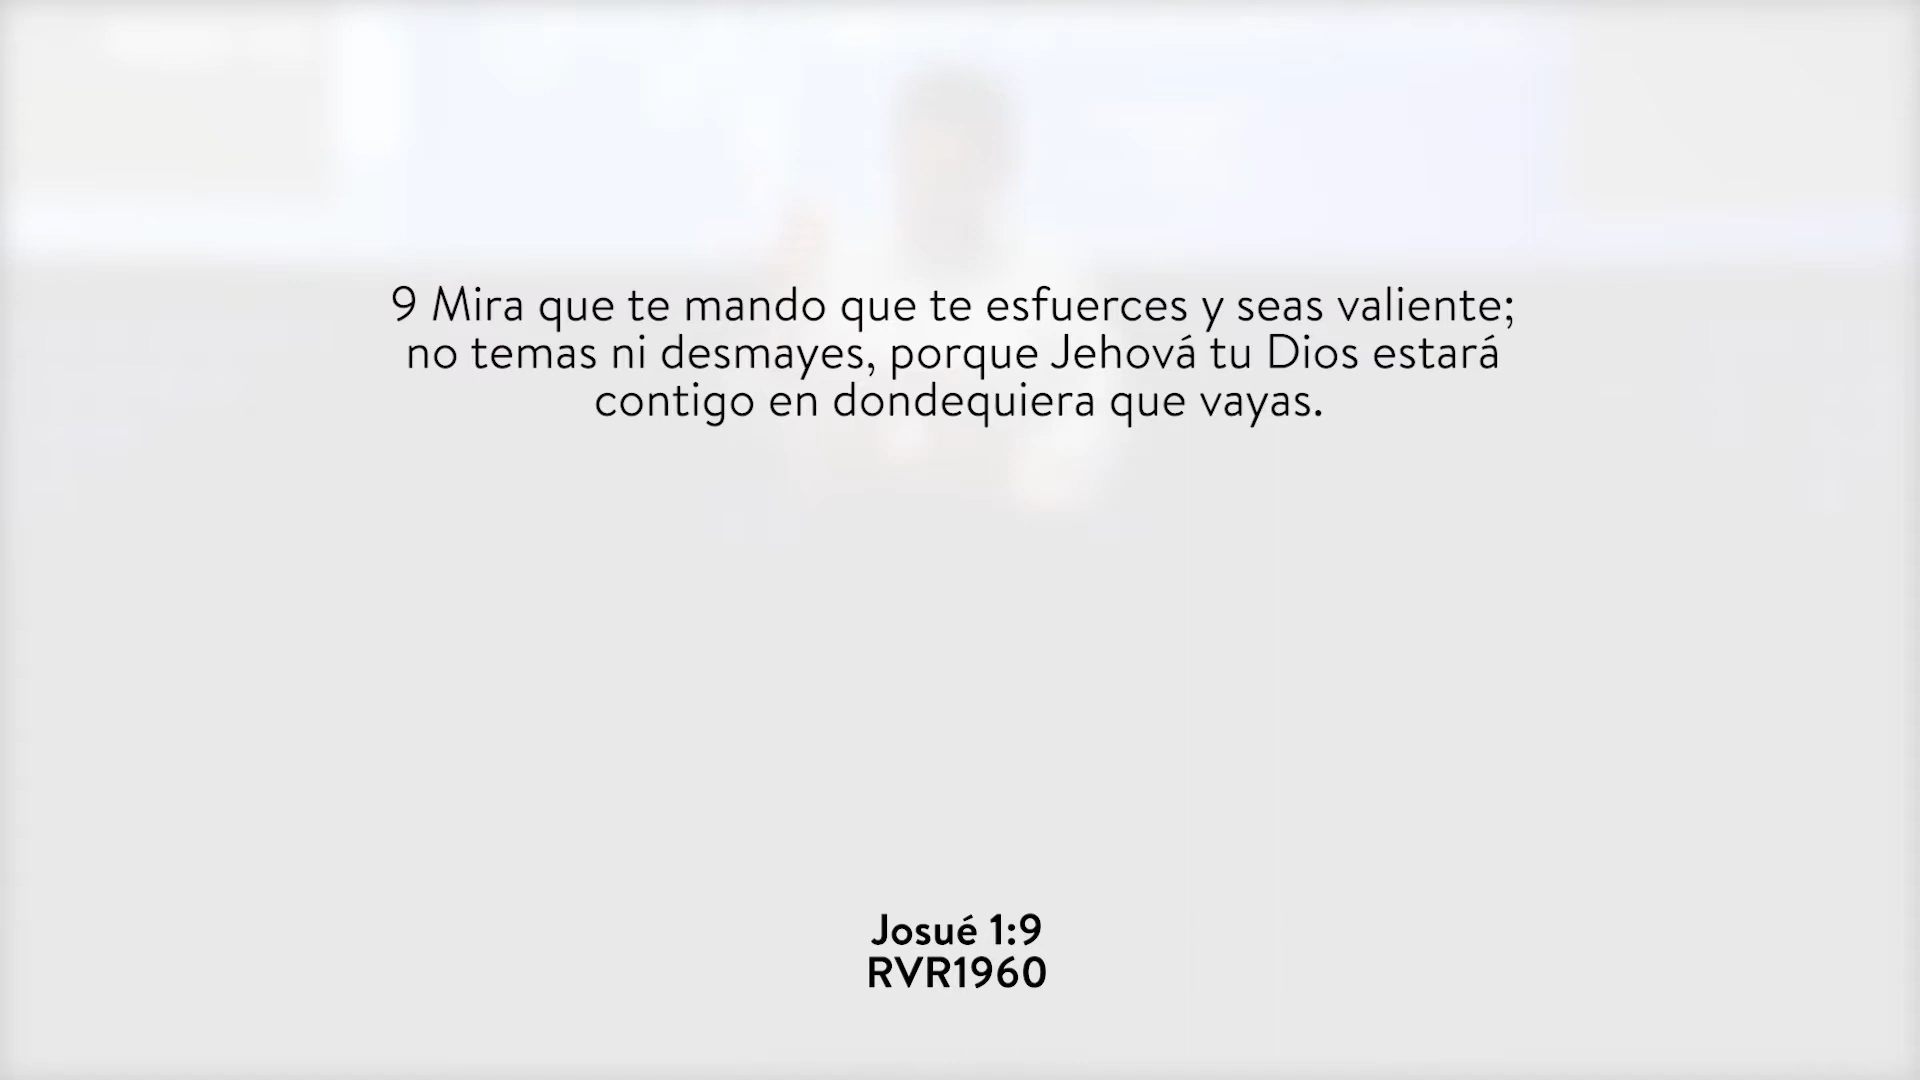 9 Mira que te mando que te esfuerces y seas valiente;
no temas ni desmayes, porque Jehová tu Dios estará
contigo en dondequiera que vayas.
Josué 1:9
RVR1960